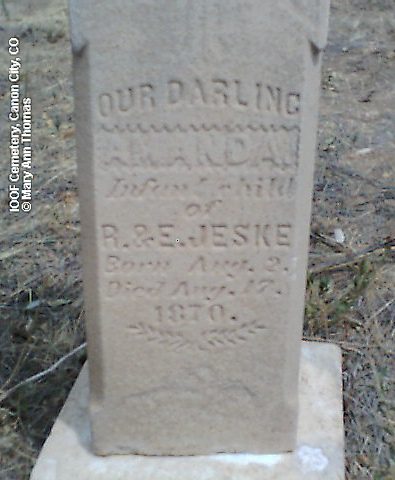 OUR DARLING
AMANDA
Infant child
of
R. & E. JESKE
Born Aug. 2.
Died Aug. 17.
1870.
IOOF Cemetery, Canon City, CO
© Mary Ann Thomas